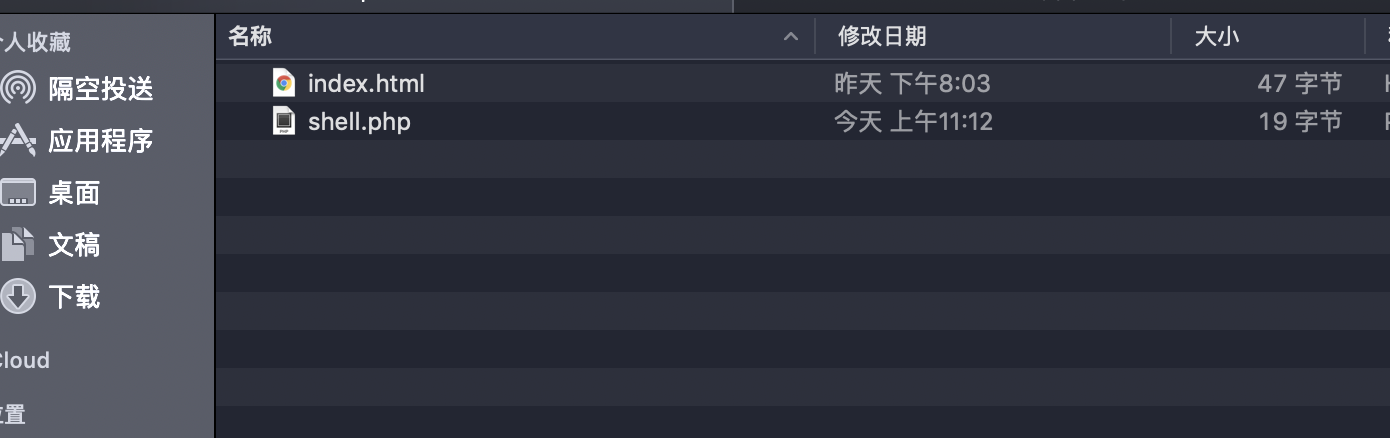 个人收藏
隔空投送
应用程序
桌面
文稿
下载
Cloud
位置
名称 修改日期 大小
index.html 昨天 下午8:03 47 字节
shell.php 今天 上午11:12 19 字节